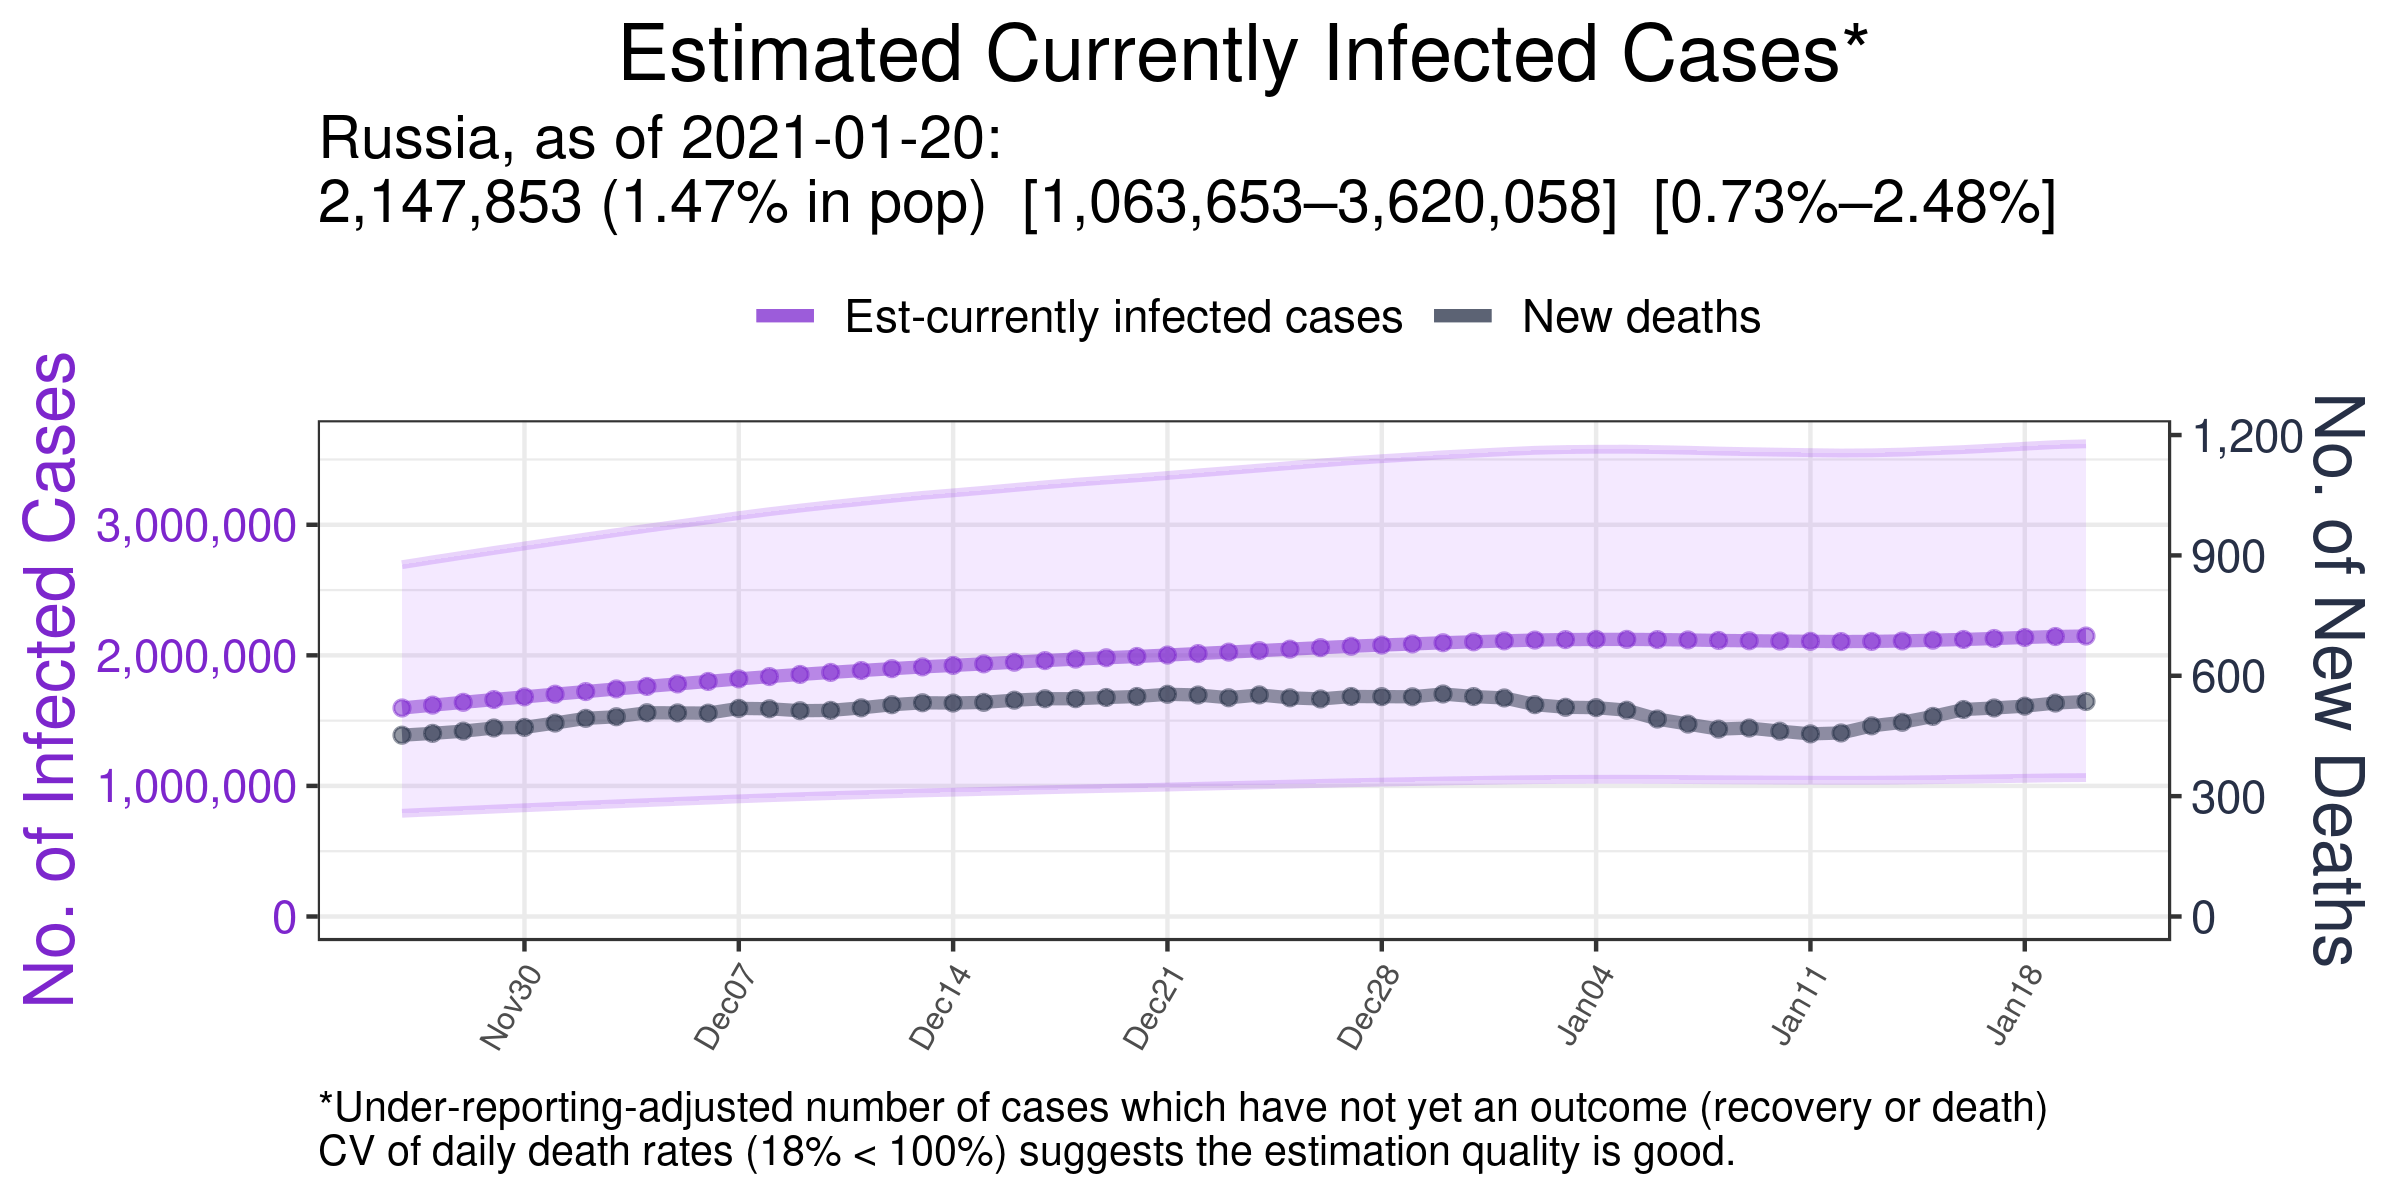 Estimated Currently Infected Cases*
Russia, as of 2021-01-20:
2,147,853 (1.47% in pop) [1,063,653–3,620,058] [0.73%–2.48%]
Est-currently infected cases
New deaths
No. of Infected Cases
3,000,000
2,000,000
1,000,000
0
1,200
900
600
300
0
No. of New Deaths
Nov30
Dec07
Dec14
Dec21
Dec28
Jan04
Jan11
Jan18
*Under-reporting-adjusted number of cases which have not yet an outcome (recovery or death)
CV of daily death rates (18% < 100%) suggests the estimation quality is good.